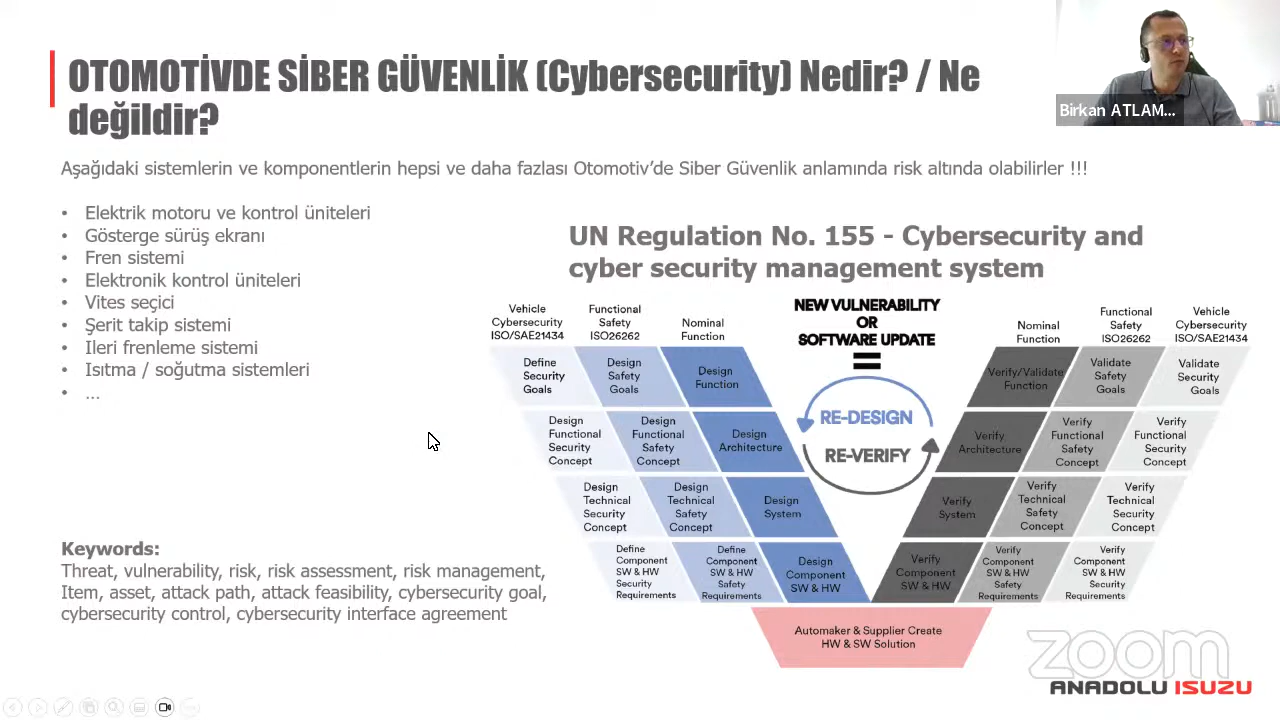 OTOMOTİVDE SİBER GÜVENLİK (Cybersecurity) Nedir? / Ne
değildir?
Birkan ATLAM...
Aşağıdaki sistemlerin ve komponentlerin hepsi ve daha fazlası Otomotiv’de Siber Güvenlik anlamında risk altında olabilirler !!!
• Elektrik motoru ve kontrol üniteleri
• Gösterge sürüş ekranı
• Fren sistemi
• Elektronik kontrol üniteleri
• Vites seçici
• Şerit takip sistemi
• Ileri frenleme sistemi
• Isıtma / soğutma sistemleri
• ...
Keywords:
Threat, vulnerability, risk, risk assessment, risk management,
Item, asset, attack path, attack feasibility, cybersecurity goal,
cybersecurity control, cybersecurity interface agreement
UN Regulation No. 155 - Cybersecurity and
cyber security management system
Vehicle
Cybersecurity
ISO/SAE21434
Functional
Safety
ISO26262
Nominal
Function
NEW VULNERABILITY
OR
SOFTWARE UPDATE
=
RE-DESIGN
RE-VERIFY
Nominal
Function
Functional
Safety
ISO26262
Vehicle
Cybersecurity
ISO/SAE21434
Define
Security
Goals
Design
Safety
Goals
Design
Function
Verify/Validate
Function
Validate
Safety
Goals
Validate
Security
Goals
Design
Functional
Security
Concept
Design
Functional
Safety
Concept
Design
Architecture
Verify
Architecture
Verify
Functional
Safety
Concept
Verify
Functional
Security
Concept
Design
Technical
Security
Concept
Design
Technical
Safety
Concept
Design
System
Verify
System
Verify
Technical
Safety
Concept
Verify
Technical
Security
Concept
Define
Component
SW & HW
Security
Requirements
Define
Component
SW & HW
Safety
Requirements
Design
Component
SW & HW
Verify
Component
SW & HW
Verify
Component
SW & HW
Safety
Requirements
Verify
Component
SW & HW
Security
Requirements
Automaker & Supplier Create
HW & SW Solution
zoom
ANADOLU ISUZU